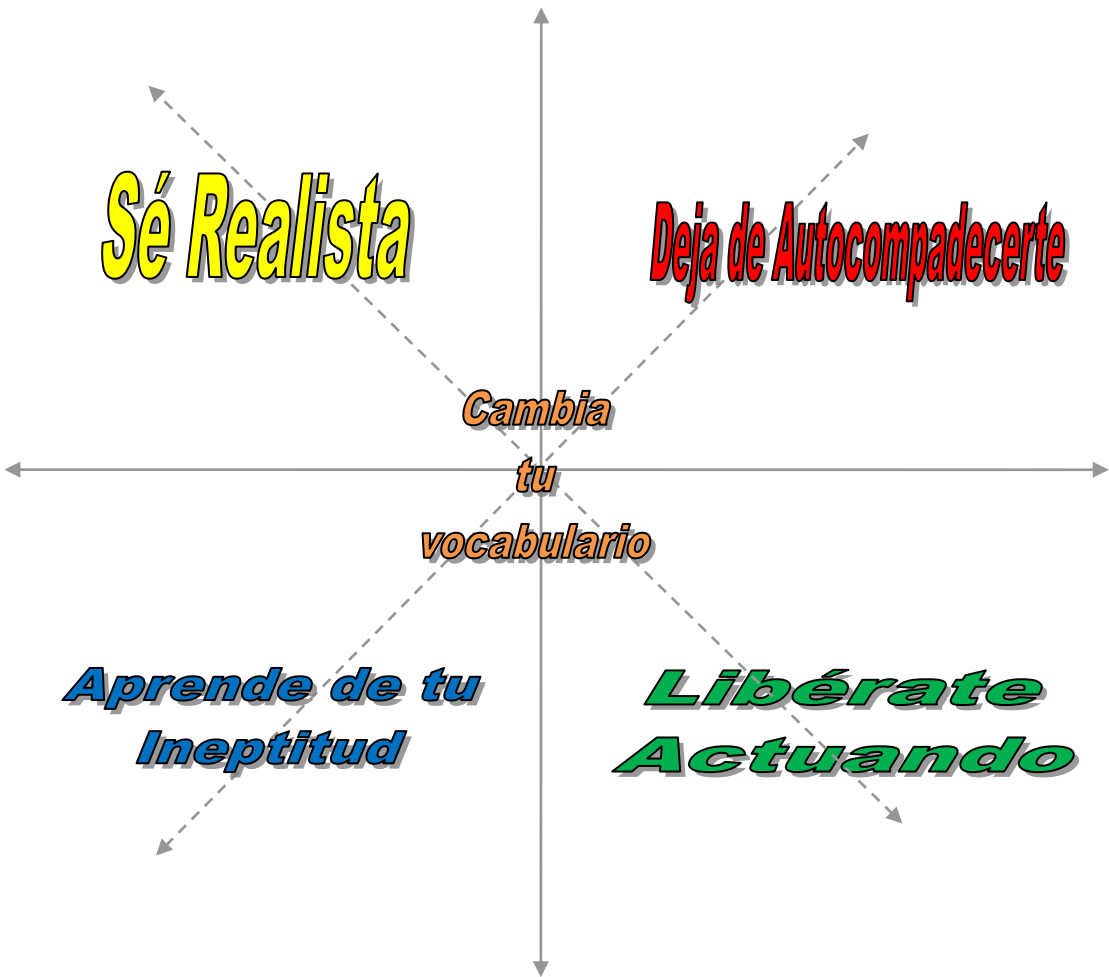 Sé Realista
Deja de Autocompadecerte
Cambia
tu
vocabulario
Aprende de tu
Ineptitud
Libérate
Actuando